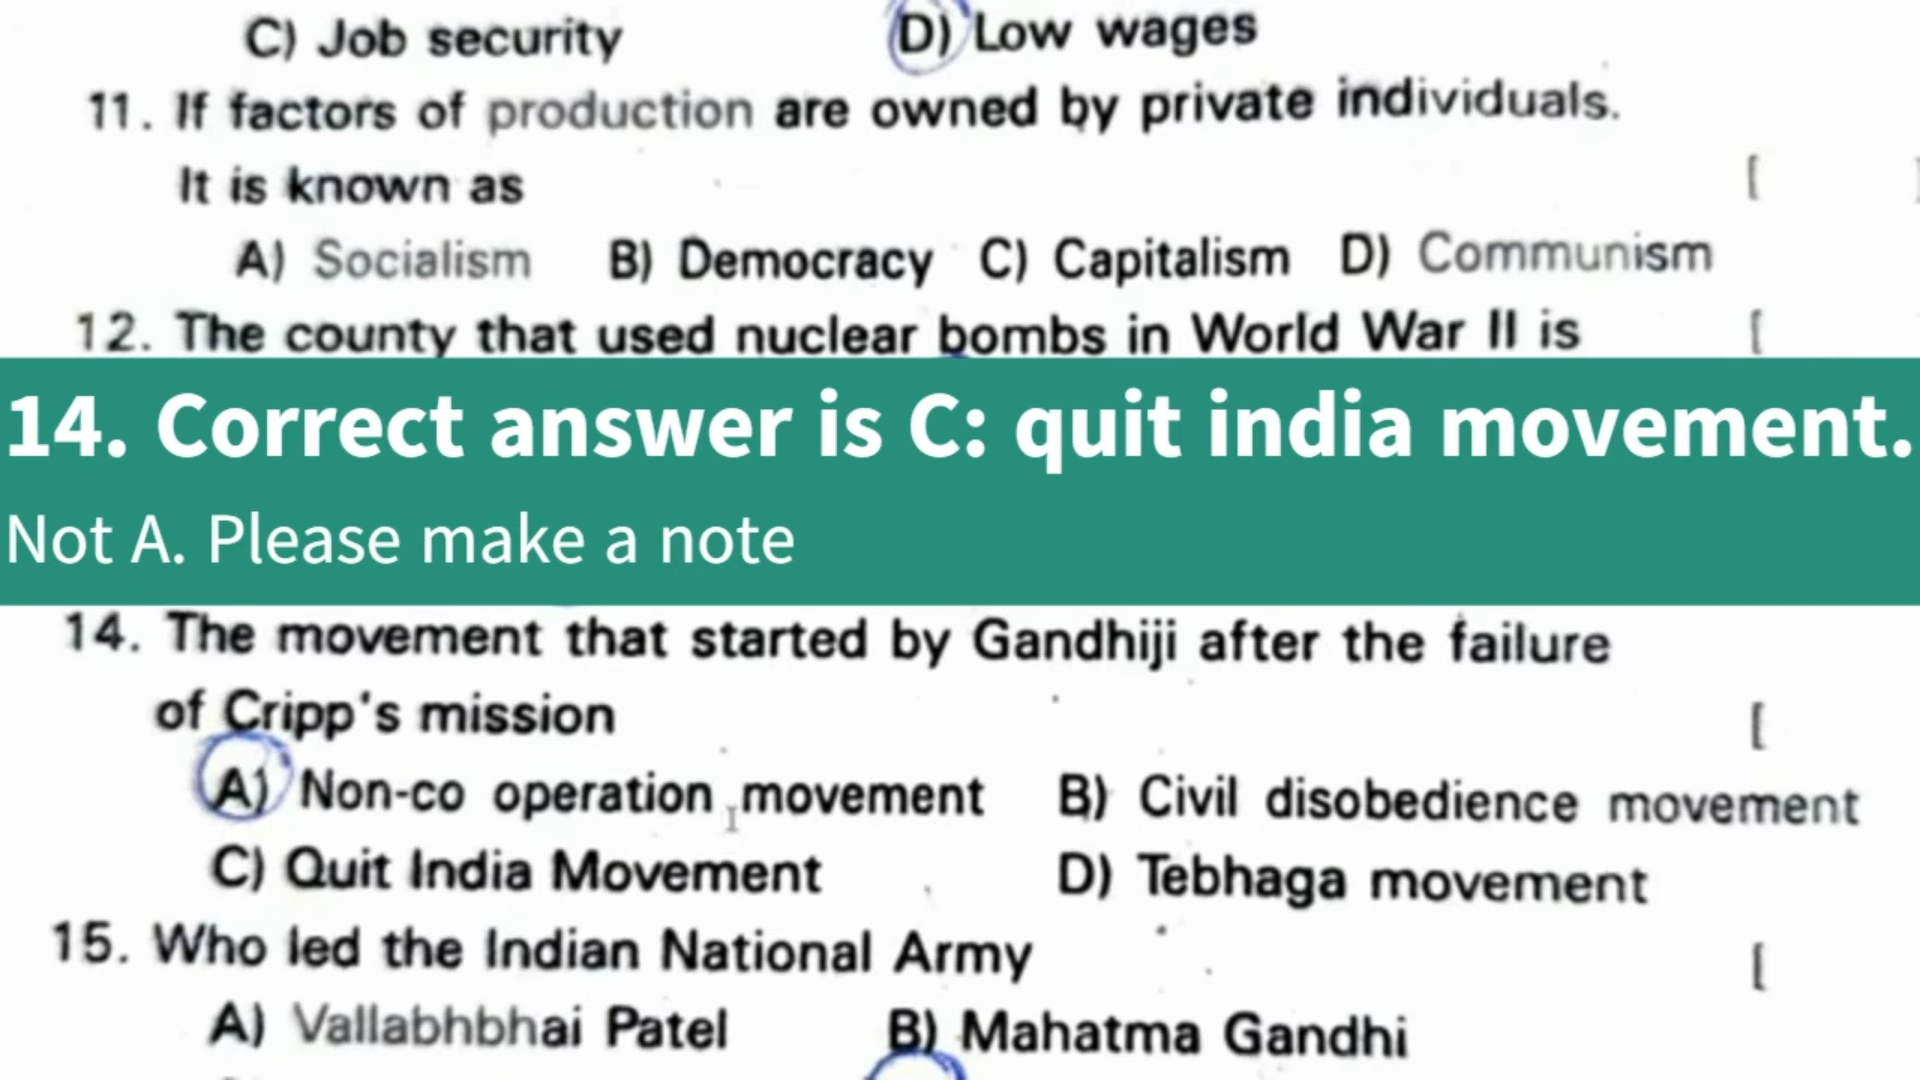 C) Job security D) Low wages
11. If factors of production are owned by private individuals.
It is known as [ ]
A) Socialism B) Democracy C) Capitalism D) Communism
12. The county that used nuclear bombs in World War II is [
14. Correct answer is C: quit india movement.
Not A. Please make a note
14. The movement that started by Gandhiji after the failure
of Cripp's mission [
A) Non-co operation movement B) Civil disobedience movement
C) Quit India Movement D) Tebhaga movement
15. Who led the Indian National Army [
A) Vallabhbhai Patel B) Mahatma Gandhi